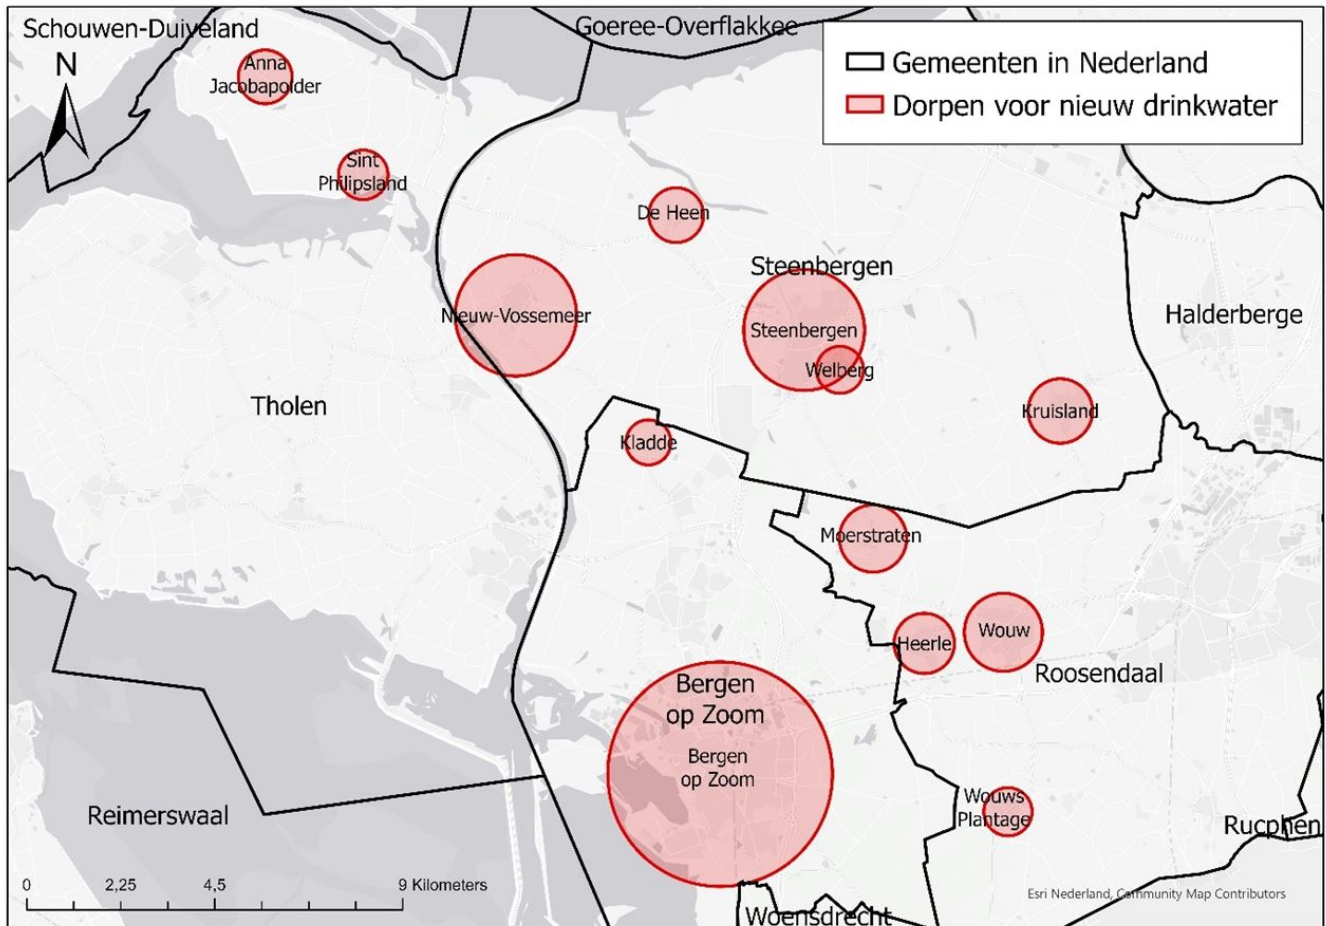 Schouwen-Duiveland
Goeree-Overflakkee
N
Gemeenten in Nederland
Dorpen voor nieuw drinkwater
Anna
Jacobapolder
Sint
Philipsland
De Heen
Steenbergen
Nieuw-Vossemeer
Steenbergen
Halderberge
Welberg
Tholen
Kruisland
Kladde
Moerstraten
Heerle
Wouw
Roosendaal
Bergen
op Zoom
Bergen
op Zoom
Wouws
Plantage
Reimerswaal
Rucphen
0 2,25 4,5 9 Kilometers
Esri Nederland, Community Map Contributors
Woensdrecht